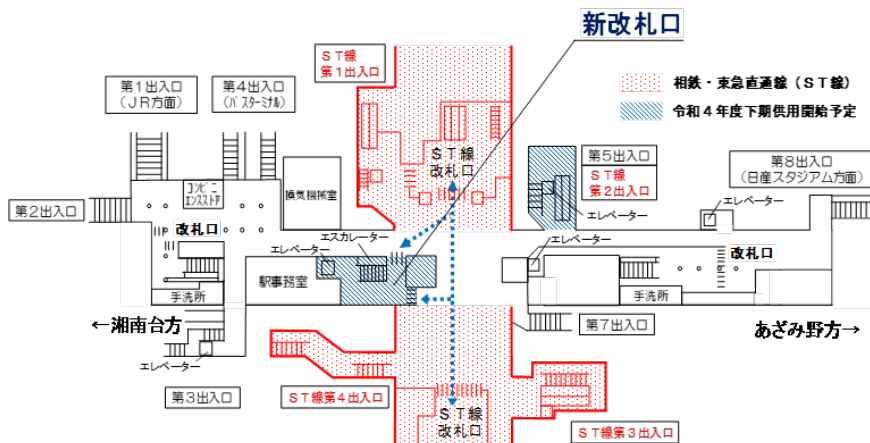 新改札口
ＳＴ線
第１出入口
第１出入口
（ＪＲ方面）
第４出入口
（バスターミナル）
相鉄・東急直通線（ＳＴ線）
令和４年度下期供用開始予定
ＳＴ線
改札口
第５出入口
ＳＴ線
第２出入口
第８出入口
（日産スタジアム方面）
コンビニ
エンスストア
換気機械室
第２出入口
エレベーター
エレベーター
改札口
エスカレーター
エレベーター
エレベーター
改札口
駅事務室
手洗所
手洗所
←湘南台方
第７出入口
あざみ野方→
エレベーター
第３出入口
ＳＴ線第４出入口
ＳＴ線
改札口
ＳＴ線第３出入口